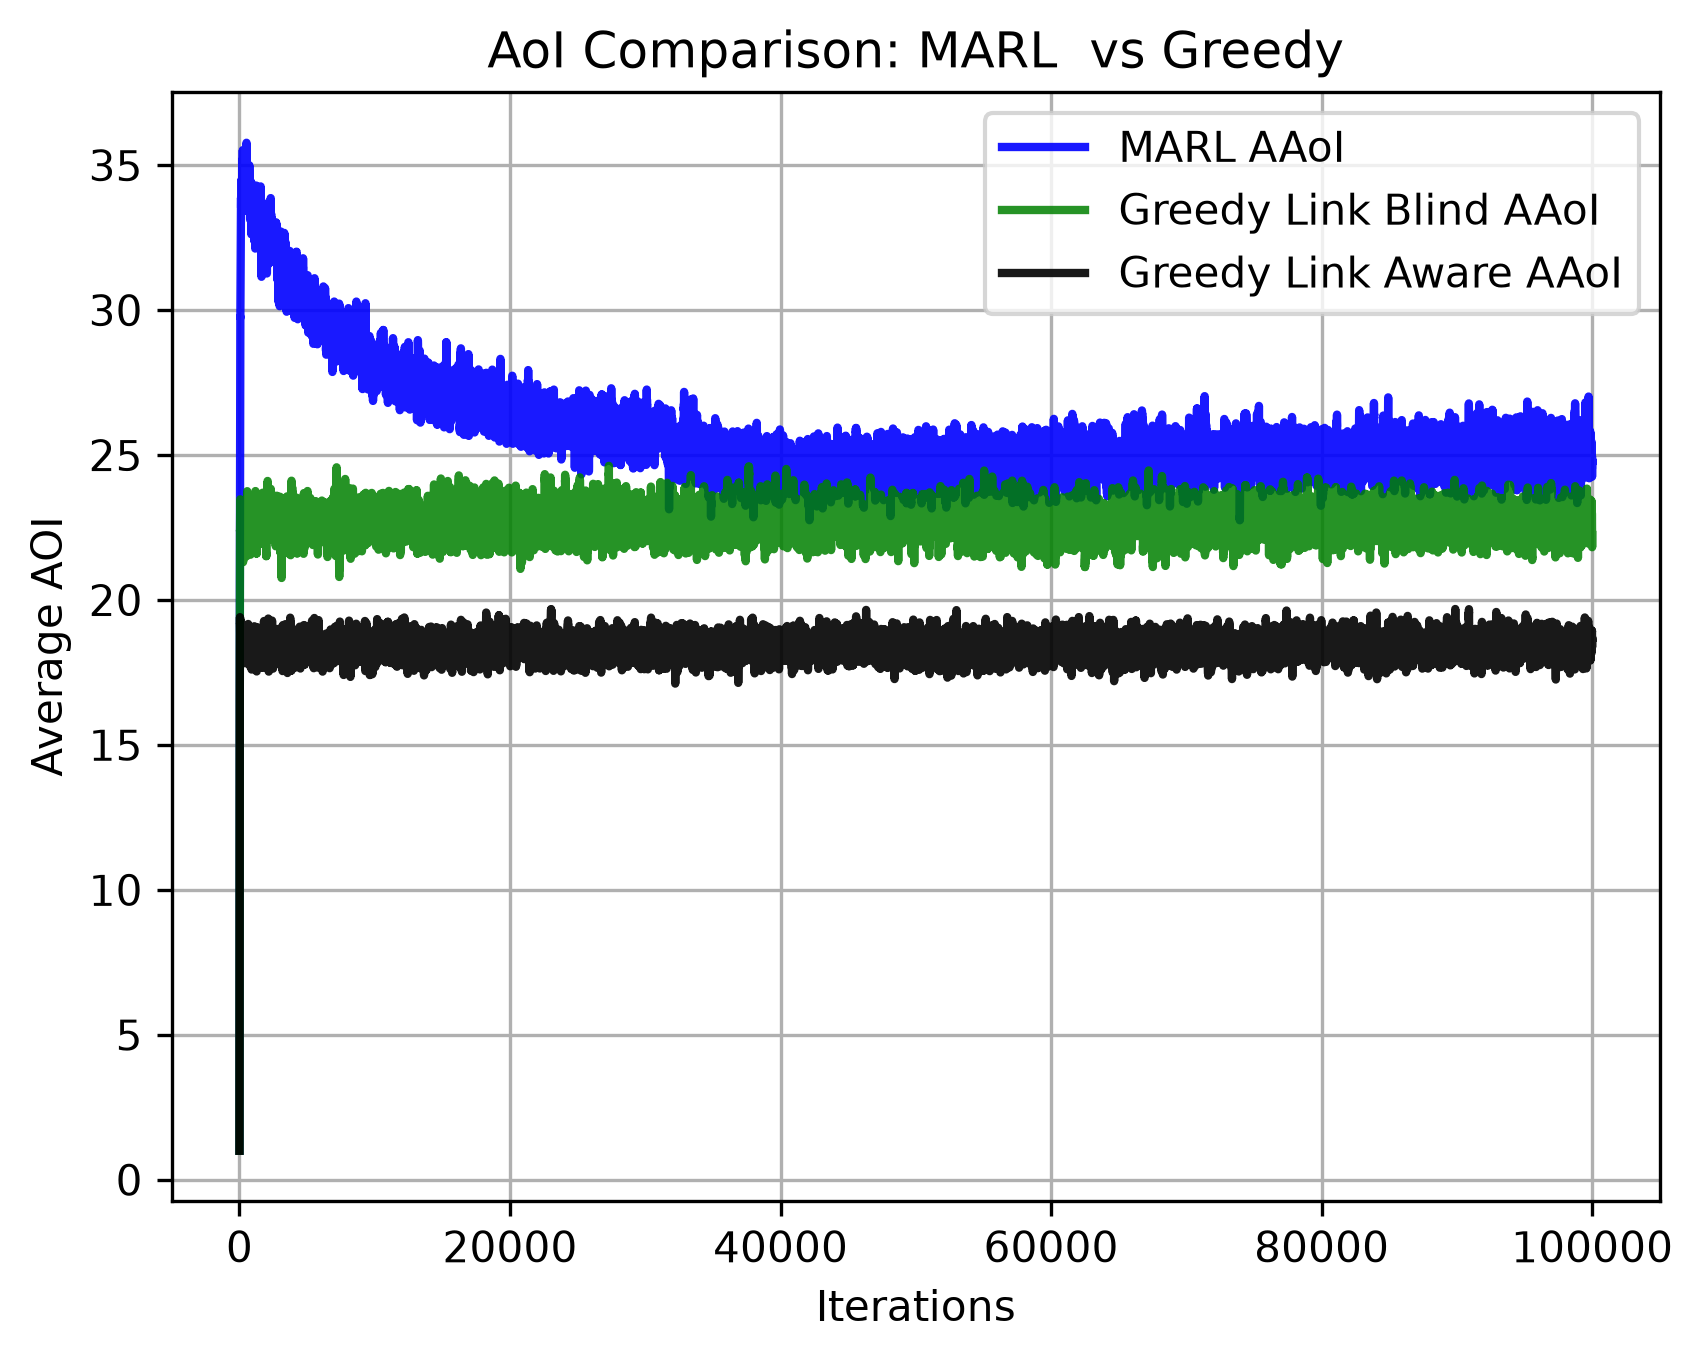 AoI Comparison: MARL  vs Greedy
MARL AAoI
Greedy Link Blind AAoI
Greedy Link Aware AAoI
Average AOI
35
30
25
20
15
10
5
0
0 20000 40000 60000 80000 100000
Iterations